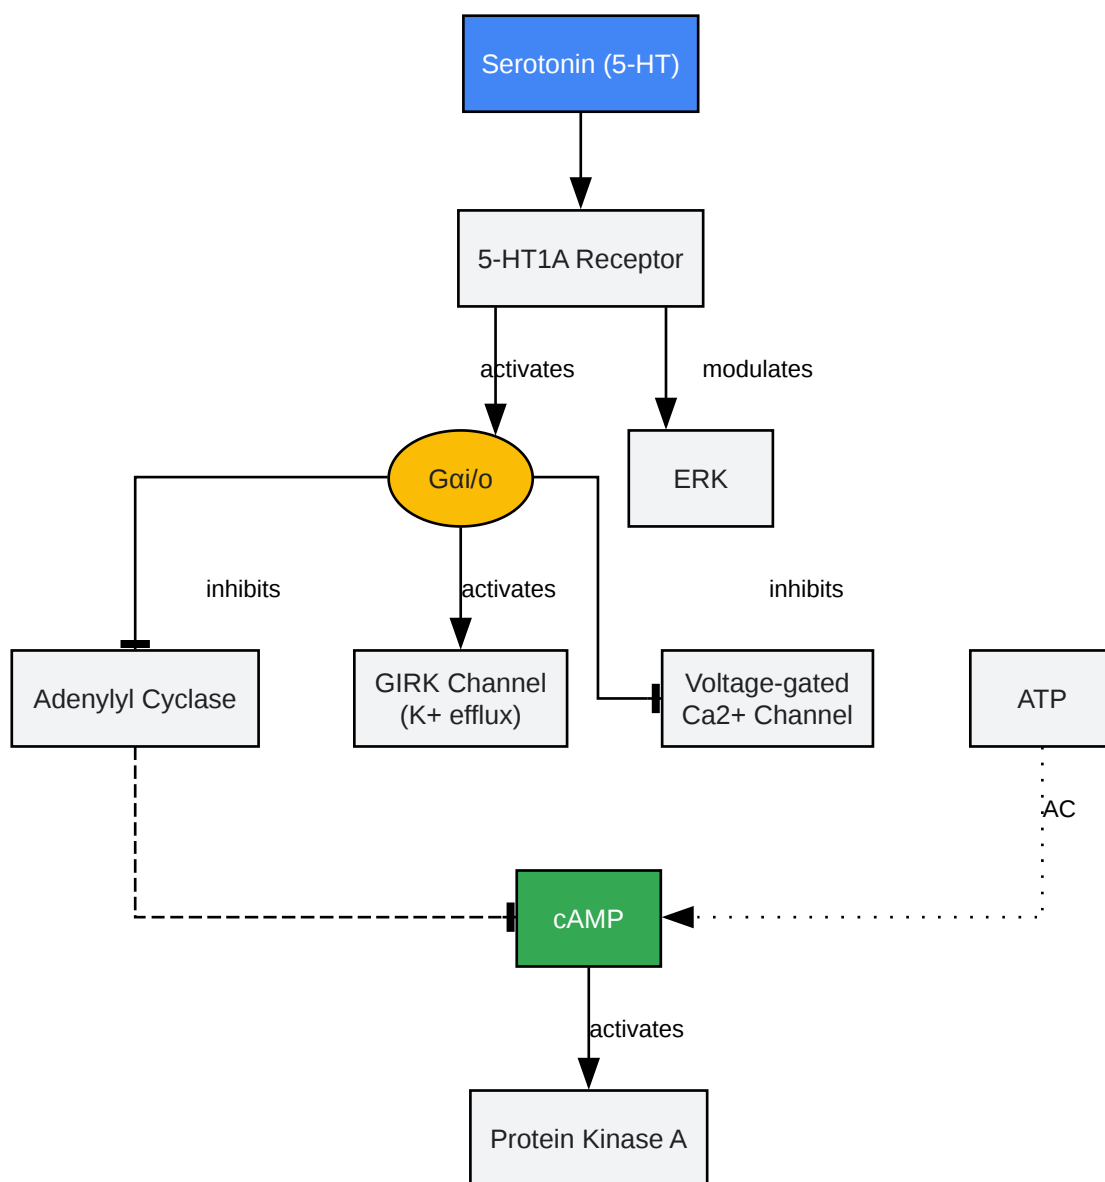 Serotonin (5-HT)
5-HT1A Receptor
activates
modulates
Gαi/o
ERK
inhibits
activates
inhibits
Adenylyl Cyclase
GIRK Channel
(K+ efflux)
Voltage-gated
Ca2+ Channel
ATP
AC
cAMP
activates
Protein Kinase A